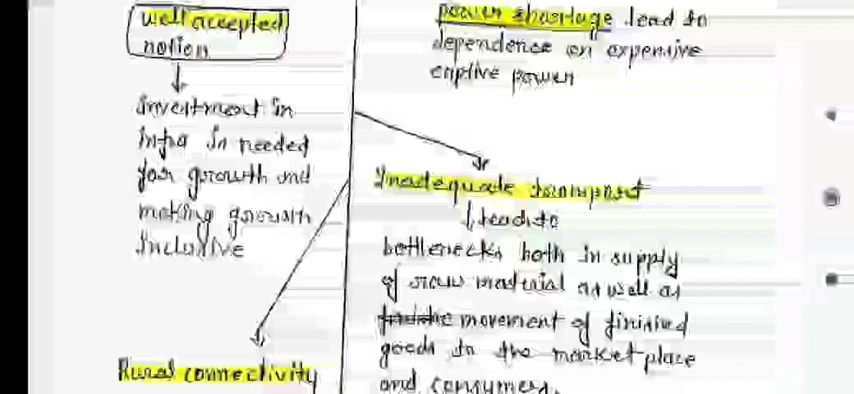 well accepted
notion
investment in
infra is needed
for growth and
making growth
inclusive
power shortage lead to
dependence on expensive
captive power
Inadequate transport
leads to
bottlenecks both in supply
of raw material as well as
movement of finished
goods to the market place
and consumers.
Rural connectivity